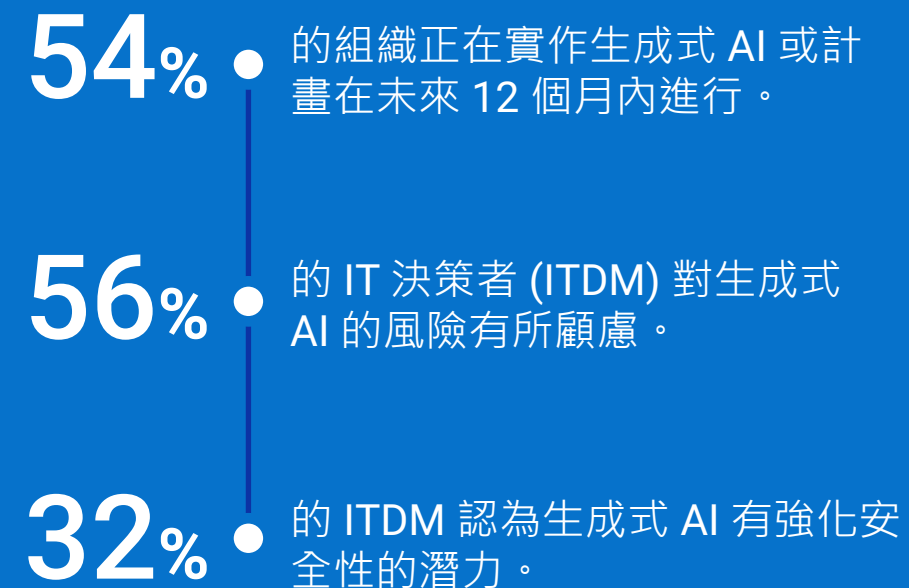 54%
的組織正在實作生成式 AI 或計
畫在未來 12 個月內進行。
56%
的 IT 決策者 (ITDM) 對生成式
AI 的風險有所顧慮。
32%
的 ITDM 認為生成式 AI 有強化安
全性的潛力。